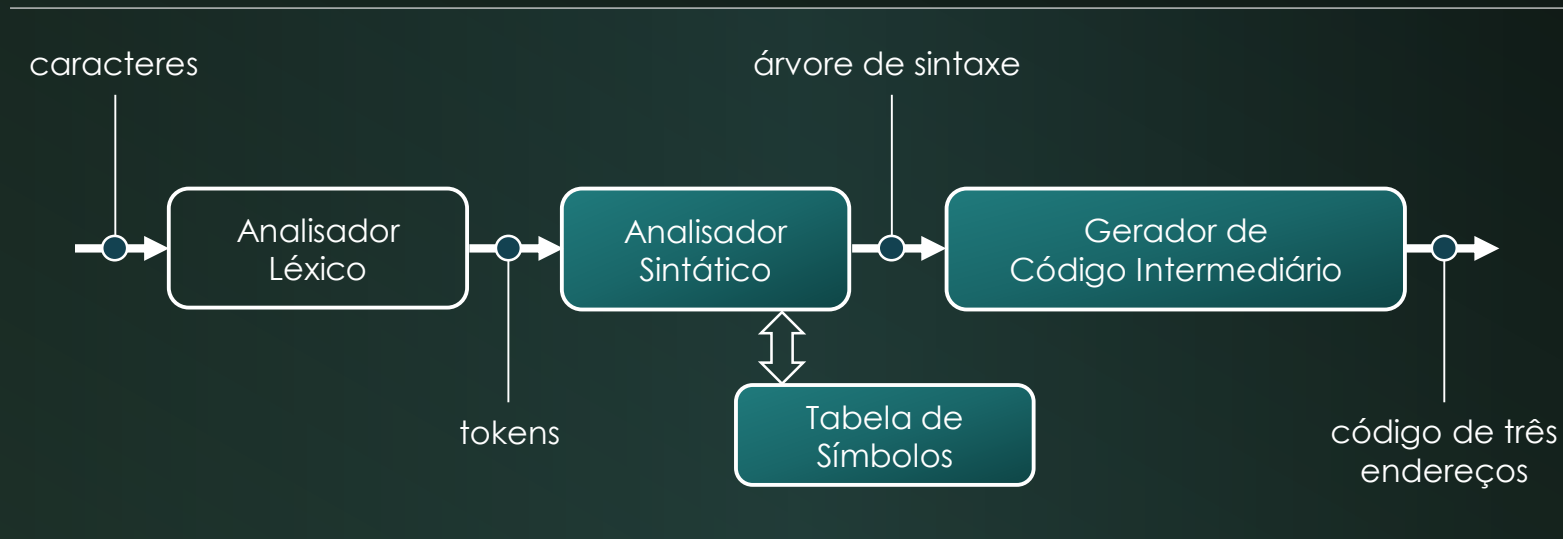 caracteres
árvore de sintaxe
Analisador
Léxico
Analisador
Sintático
Gerador de
Código Intermediário
tokens
Tabela de
Símbolos
código de três
endereços